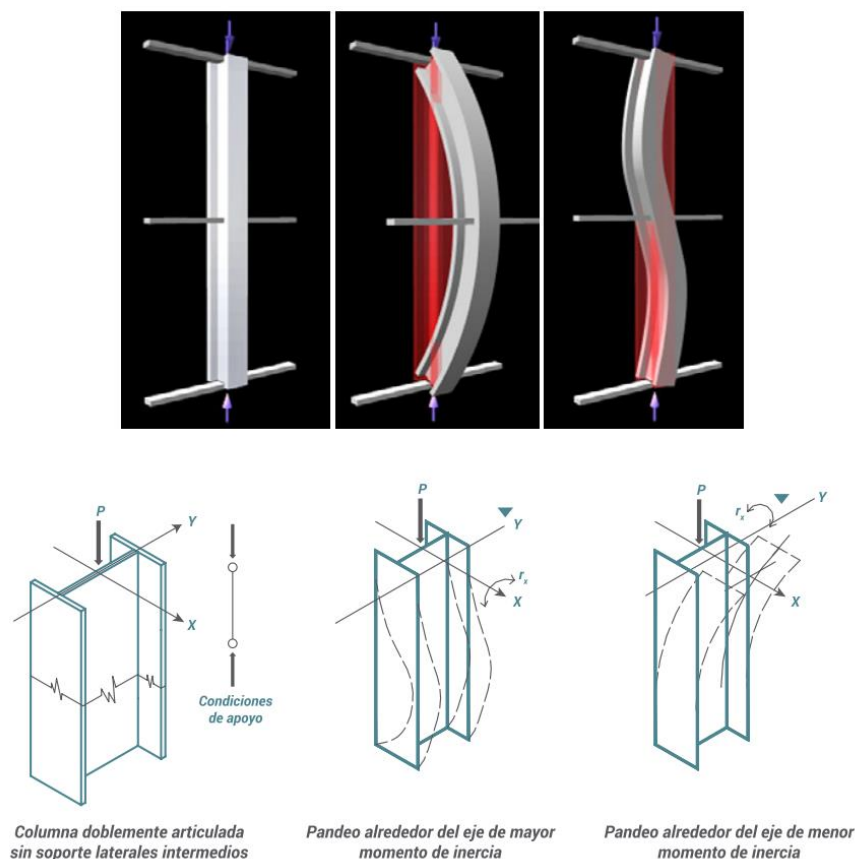 P
Y
X
Condiciones
de apoyo
Columna doblemente articulada
sin soporte laterales intermedios
P
Y
rₓ
X
Pandeo alrededor del eje de mayor
momento de inercia
P
rₓ
Y
X
Pandeo alrededor del eje de menor
momento de inercia